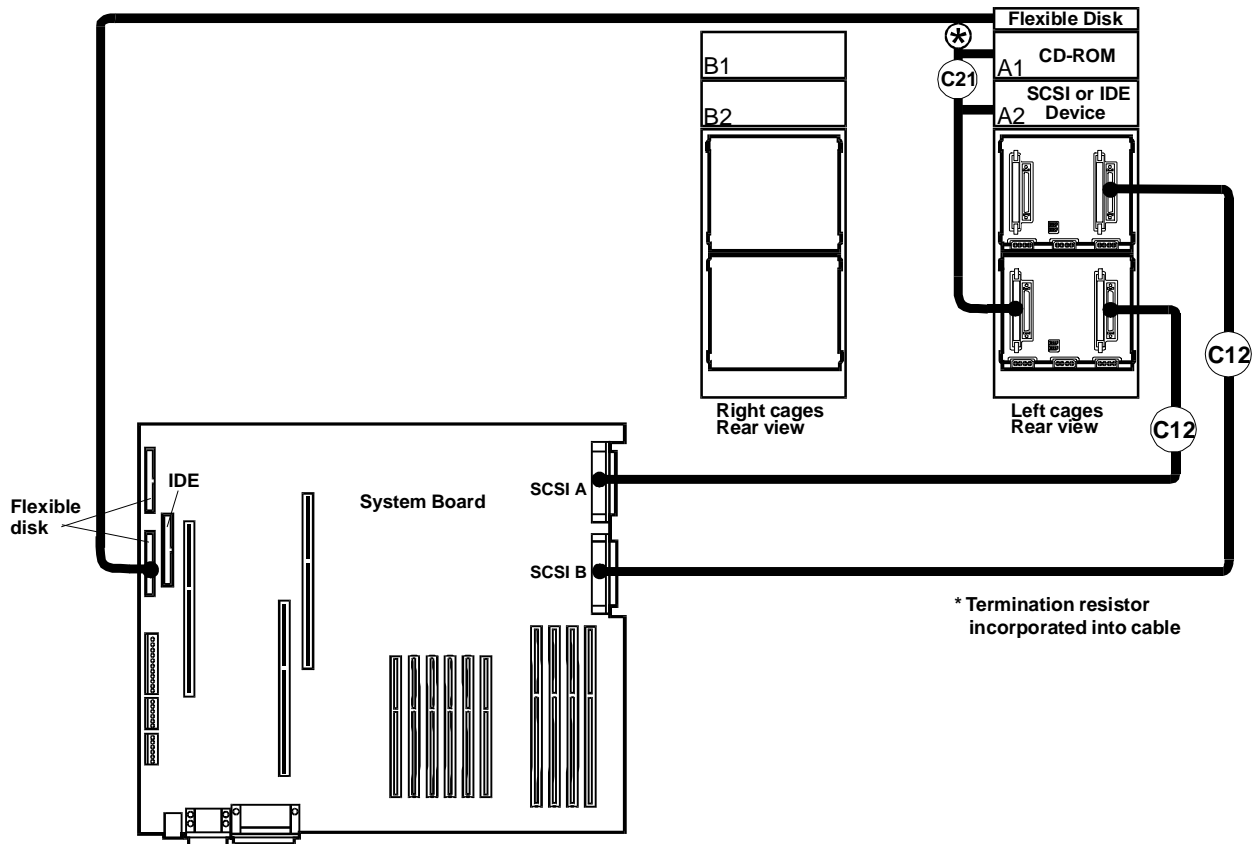 Flexible Disk
*
B1
A1 CD-ROM
C21
B2
A2 SCSI or IDE
Device
C12
Right cages
Rear view
Left cages
Rear view
C12
IDE
SCSI A
System Board
Flexible
disk
SCSI B
* Termination resistor
incorporated into cable